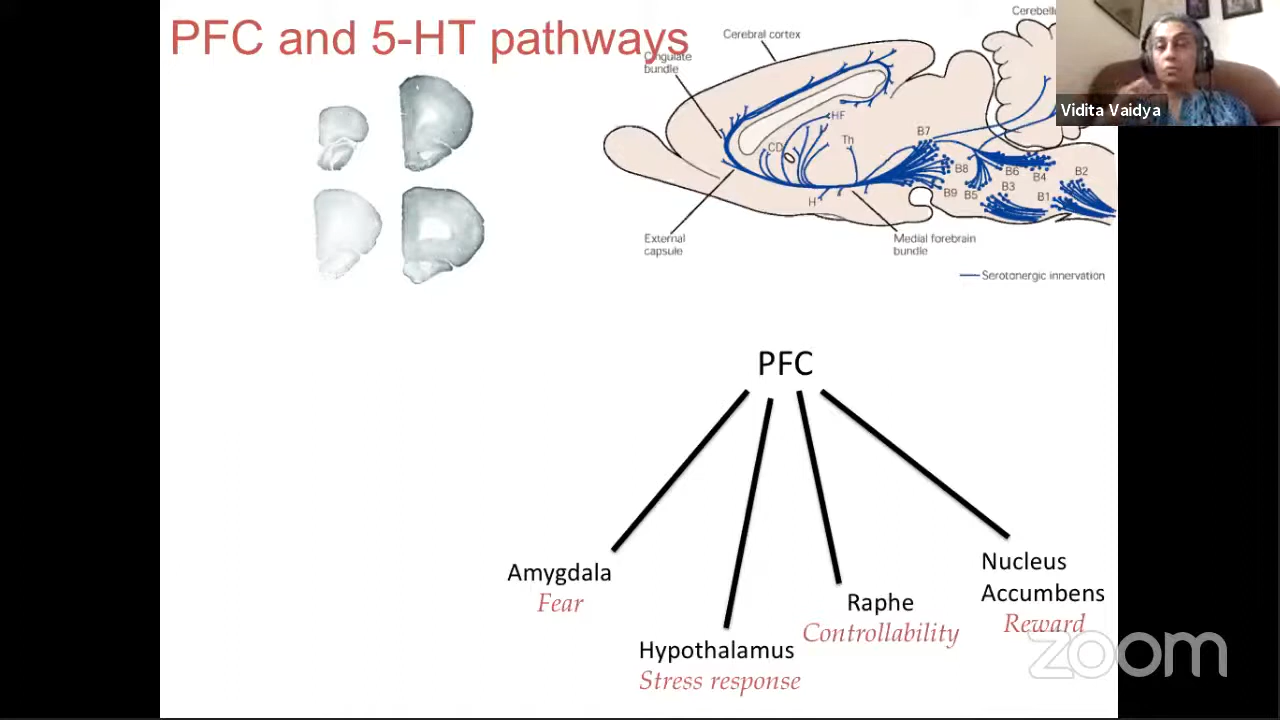 PFC and 5-HT pathways
Cerebral cortex
Cingulate
bundle
HF
CD
Th
H
B7
B8
B9
B5
B6
B4
B3
B1
B2
External
capsule
Medial forebrain
bundle
Serotonergic innervation
Vidita Vaidya
PFC
Amygdala
Fear
Hypothalamus
Stress response
Raphe
Controllability
Nucleus
Accumbens
Reward
zoom